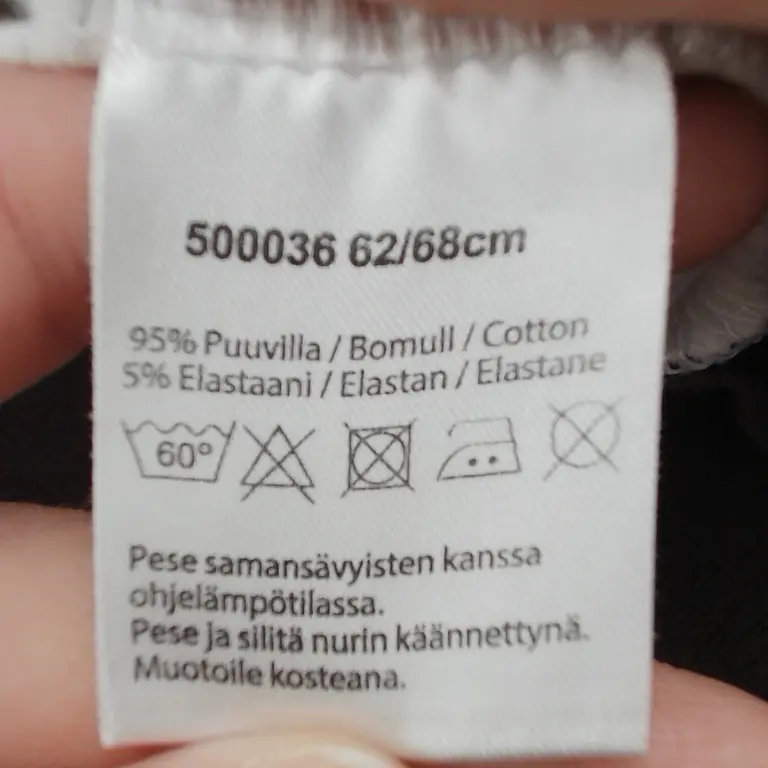 500036 62/68cm
95% Puuvilla / Bomull / Cotton
5% Elastaani / Elastan / Elastane
60°
Pese samansävyisten kanssa
ohjelämpötilassa.
Pese ja silitä nurin käännettynä.
Muotoile kosteana.